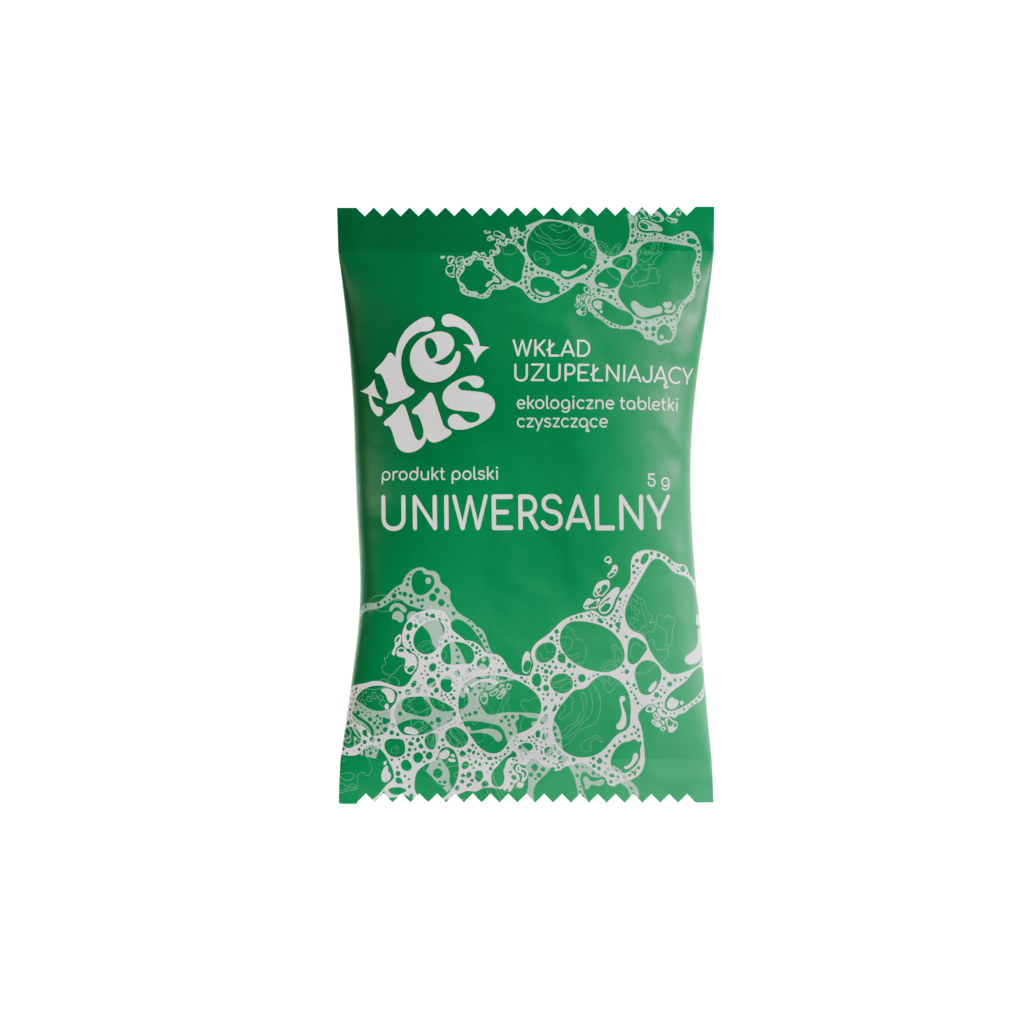 re
us
WKŁAD
UZUPEŁNIAJĄCY
ekologiczne tabletki
czyszczące
produkt polski
5 g
UNIWERSALNY